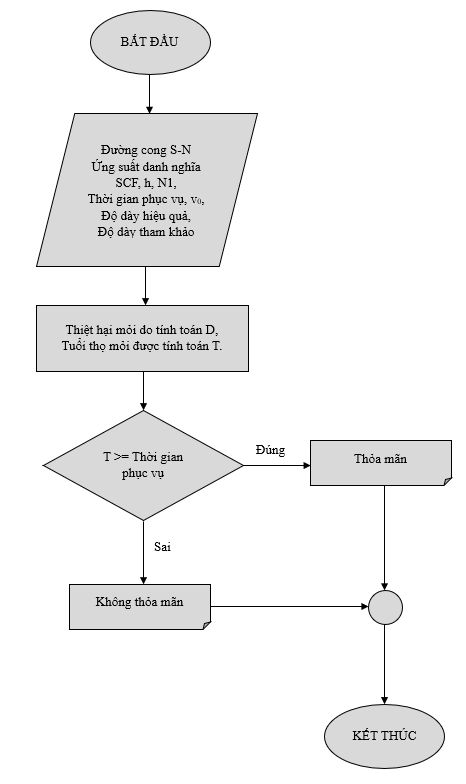 BẮT ĐẦU
Đường cong S-N
Ứng suất danh nghĩa
SCF, h, N1,
Thời gian phục vụ, v₀,
Độ dày hiệu quả,
Độ dày tham khảo
Thiệt hại mỏi do tính toán D,
Tuổi thọ mỏi được tính toán T.
T >= Thời gian
phục vụ
Đúng
Thỏa mãn
Sai
Không thỏa mãn
KẾT THÚC